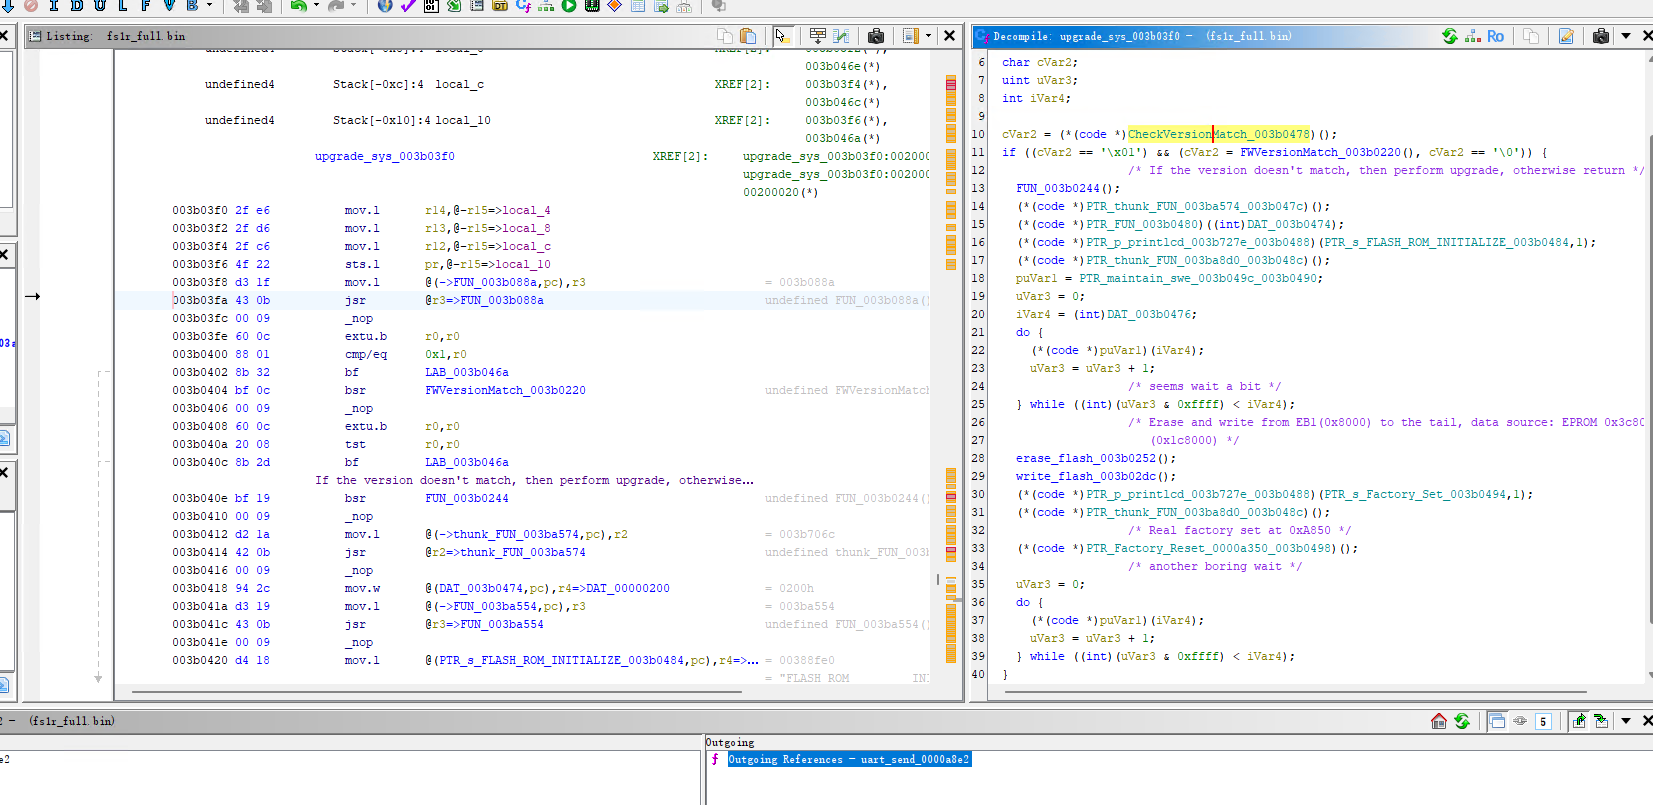 I D U L F V B
Listing: fs1r_full.bin
003b046e(*)
undefined4 Stack[-0xc]:4 local_c XREF[2]: 003b03f4(*),
003b046c(*)
undefined4 Stack[-0x10]:4 local_10 XREF[2]: 003b03f6(*),
003b046a(*)
upgrade_sys_003b03f0 XREF[2]: upgrade_sys_003b03f0:00200
upgrade_sys_003b03f0:00200
00200020(*)
003b03f0 2f e6 mov.l r14,@-r15=>local_4
003b03f2 2f d6 mov.l r13,@-r15=>local_8
003b03f4 2f c6 mov.l r12,@-r15=>local_c
003b03f6 4f 22 sts.l pr,@-r15=>local_10
003b03f8 d3 1f mov.l @(->FUN_003b088a,pc),r3 = 003b088a
003b03fa 43 0b jsr @r3=>FUN_003b088a undefined FUN_003b088a()
003b03fc 00 09 _nop
003b03fe 60 0c extu.b r0,r0
003b0400 88 01 cmp/eq 0x1,r0
003b0402 8b 32 bf LAB_003b046a
003b0404 bf 0c bsr FWVersionMatch_003b0220 undefined FWVersionMatch
003b0406 00 09 _nop
003b0408 60 0c extu.b r0,r0
003b040a 20 08 tst r0,r0
003b040c 8b 2d bf LAB_003b046a
If the version doesn't match, then perform upgrade, otherwise...
003b040e bf 19 bsr FUN_003b0244 undefined FUN_003b0244()
003b0410 00 09 _nop
003b0412 d2 1a mov.l @(->thunk_FUN_003ba574,pc),r2 = 003b706c
003b0414 42 0b jsr @r2=>thunk_FUN_003ba574 undefined thunk_FUN_003b
003b0416 00 09 _nop
003b0418 94 2c mov.w @(DAT_003b0474,pc),r4=>DAT_00000200 = 0200h
003b041a d3 19 mov.l @(->FUN_003ba554,pc),r3 = 003ba554
003b041c 43 0b jsr @r3=>FUN_003ba554 undefined FUN_003ba554()
003b041e 00 09 _nop
003b0420 d4 18 mov.l @(PTR_s_FLASH_ROM_INITIALIZE_003b0484,pc),r4=>... = 00388fe0
= "FLASH ROM INI
Decompile: upgrade_sys_003b03f0 - (fs1r_full.bin)
6 char cVar2;
7 uint uVar3;
8 int iVar4;
9
10 cVar2 = (*(code *)CheckVersionMatch_003b0478)();
11 if ((cVar2 == '\x01') && (cVar2 = FWVersionMatch_003b0220(), cVar2 == '\0')) {
12 /* If the version doesn't match, then perform upgrade, otherwise return */
13 FUN_003b0244();
14 (*(code *)PTR_thunk_FUN_003ba574_003b047c)();
15 (*(code *)PTR_FUN_003b0480)((int)DAT_003b0474);
16 (*(code *)PTR_p_printlcd_003b727e_003b0488)(PTR_s_FLASH_ROM_INITIALIZE_003b0484,1);
17 (*(code *)PTR_thunk_FUN_003ba8d0_003b048c)();
18 puVar1 = PTR_maintain_swe_003b049c_003b0490;
19 uVar3 = 0;
20 iVar4 = (int)DAT_003b0476;
21 do {
22 (*(code *)puVar1)(iVar4);
23 uVar3 = uVar3 + 1;
24 /* seems wait a bit */
25 } while ((int)(uVar3 & 0xffff) < iVar4);
26 /* Erase and write from EB1(0x8000) to the tail, data source: EPROM 0x3c80
27 (0x1c8000) */
28 erase_flash_003b0252();
29 write_flash_003b02dc();
30 (*(code *)PTR_p_printlcd_003b727e_003b0488)(PTR_s_Factory_Set_003b0494,1);
31 (*(code *)PTR_thunk_FUN_003ba8d0_003b048c)();
32 /* Real factory set at 0xA850 */
33 (*(code *)PTR_Factory_Reset_0000a350_003b0498)();
34 /* another boring wait */
35 uVar3 = 0;
36 do {
37 (*(code *)puVar1)(iVar4);
38 uVar3 = uVar3 + 1;
39 } while ((int)(uVar3 & 0xffff) < iVar4);
40 }
2 - (fs1r_full.bin)
5
e2
Outgoing
Outgoing References - uart_send_0000a8e2